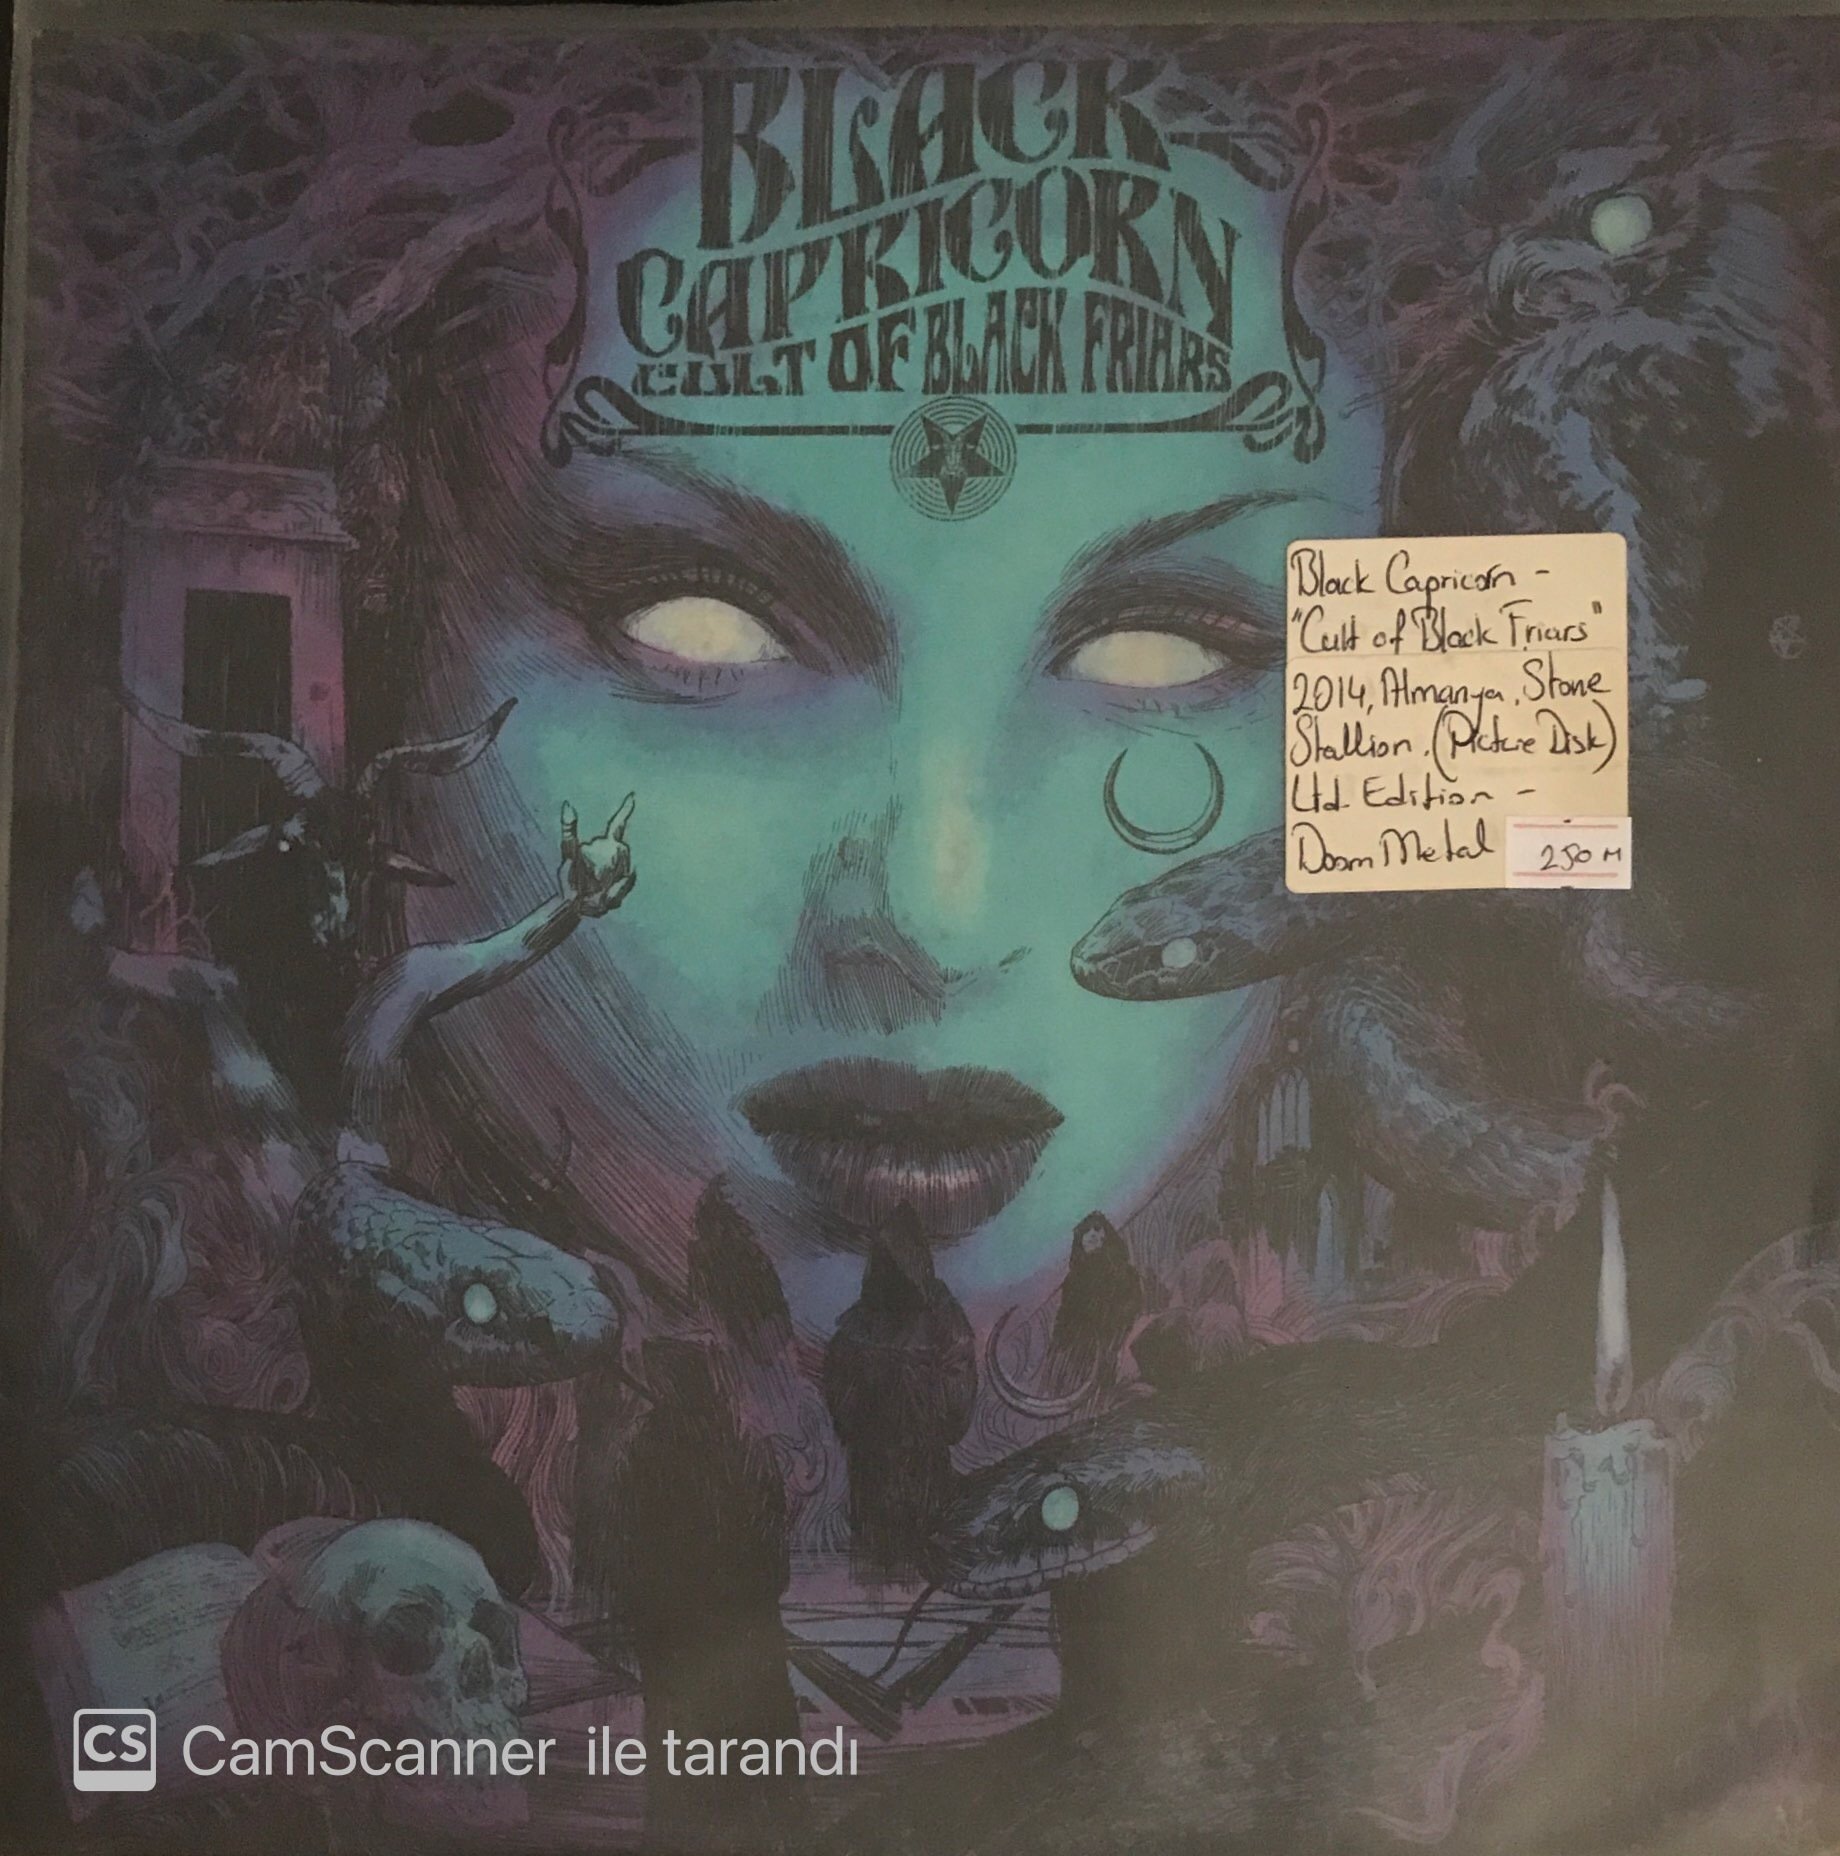 BLACK
CAPRICORN
CULT OF BLACK FRIARS
Black Capricorn -
"Cult of Black Friars"
2014, Almanya, Stone
Stallion. (Picture Disk)
Ltd. Edition -
Doom Metal
250 M
CS CamScanner ile tarandı